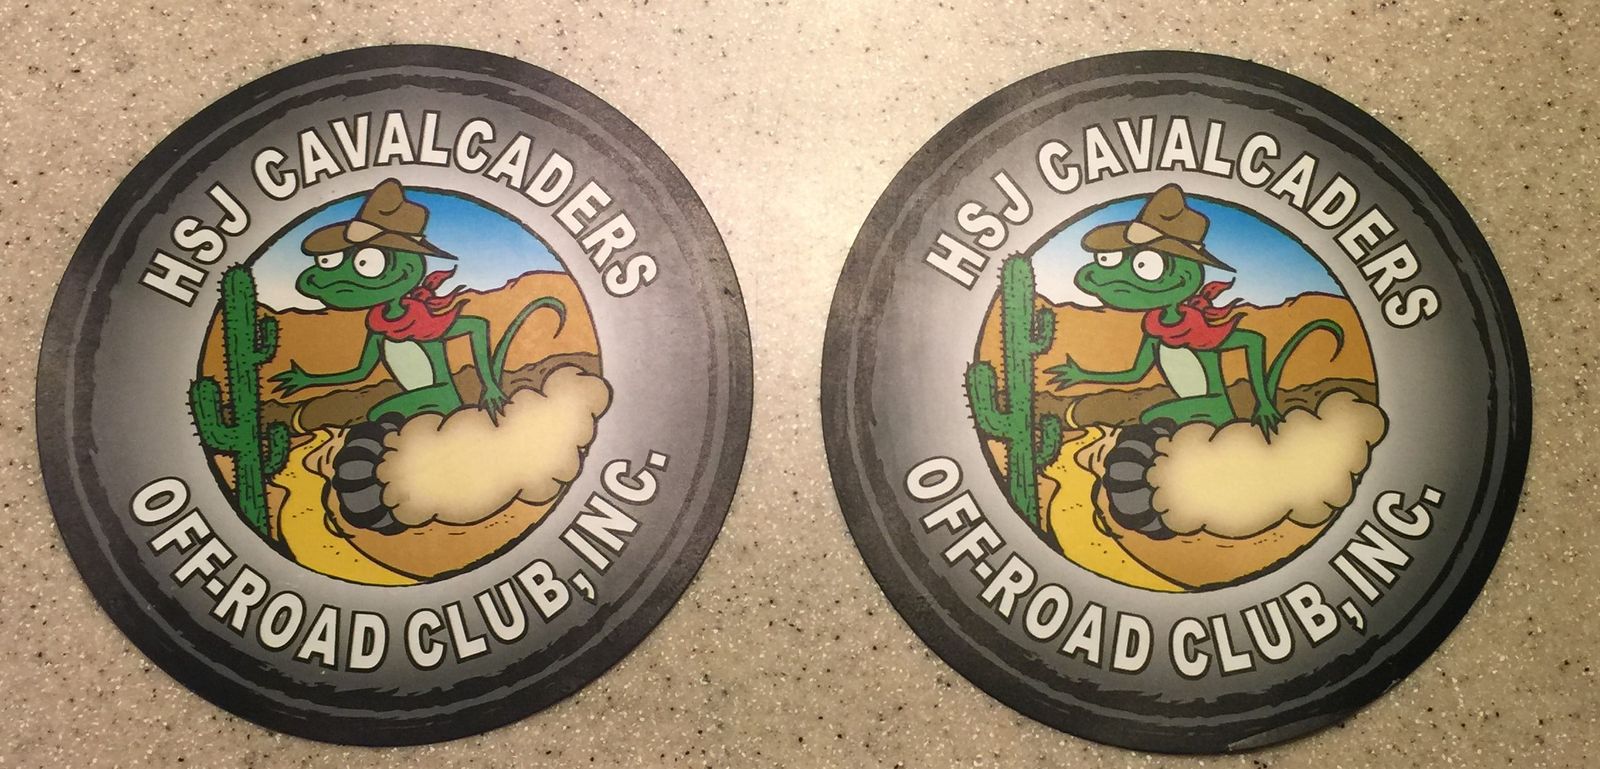 HSJ CAVALCADERS
OFF-ROAD CLUB, INC.
HSJ CAVALCADERS
OFF-ROAD CLUB, INC.